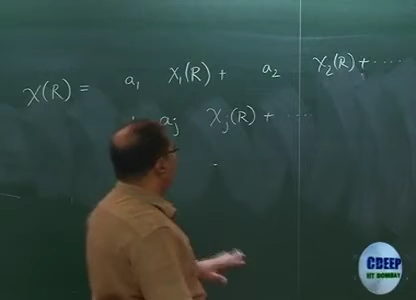 χ(R) = a₁ χ₁(R) + a₂ χ₂(R) + ....
aⱼ χⱼ(R) + ....
CDEEP
IIT BOMBAY